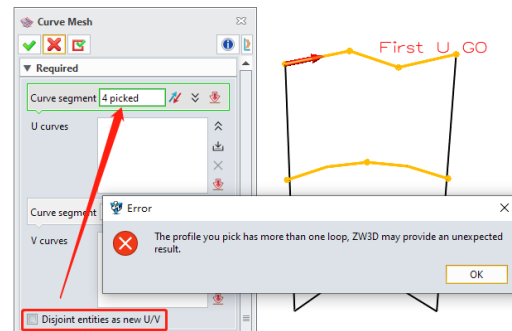 Curve Mesh
Required
First U GO
Curve segment 4 picked
U curves
Curve segment
Error
V curves
The profile you pick has more than one loop, ZW3D may provide an unexpected
result.
OK
Disjoint entities as new U/V